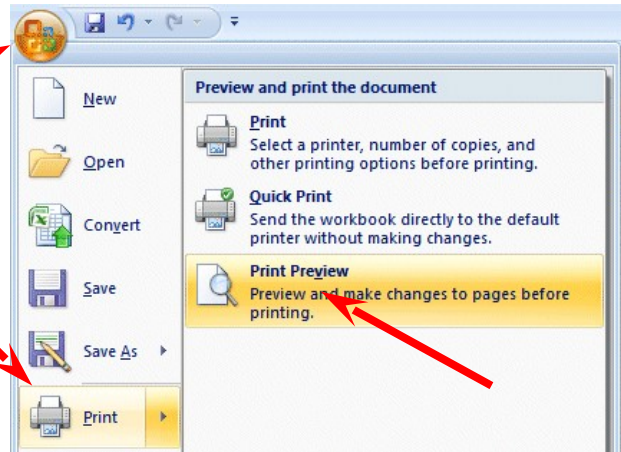 New
Open
Convert
Save
Save As
Print
Preview and print the document
Print
Select a printer, number of copies, and
other printing options before printing.
Quick Print
Send the workbook directly to the default
printer without making changes.
Print Preview
Preview and make changes to pages before
printing.